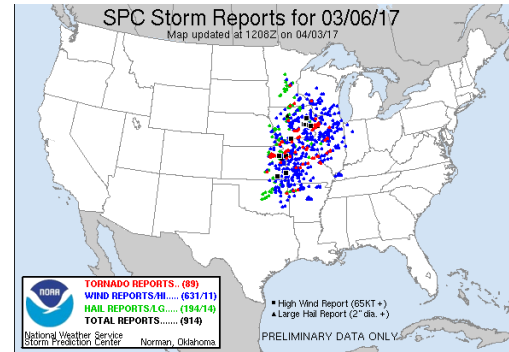 SPC Storm Reports for 03/06/17
Map updated at 1208Z on 04/03/17
TORNADO REPORTS.. (89)
WIND REPORTS/HI..... (631/11)
HAIL REPORTS/LG..... (194/14)
TOTAL REPORTS....... (914)
NOAA
National Weather Service
Storm Prediction Center Norman, Oklahoma
High Wind Report (65KT +)
Large Hail Report (2" dia. +)
PRELIMINARY DATA ONLY